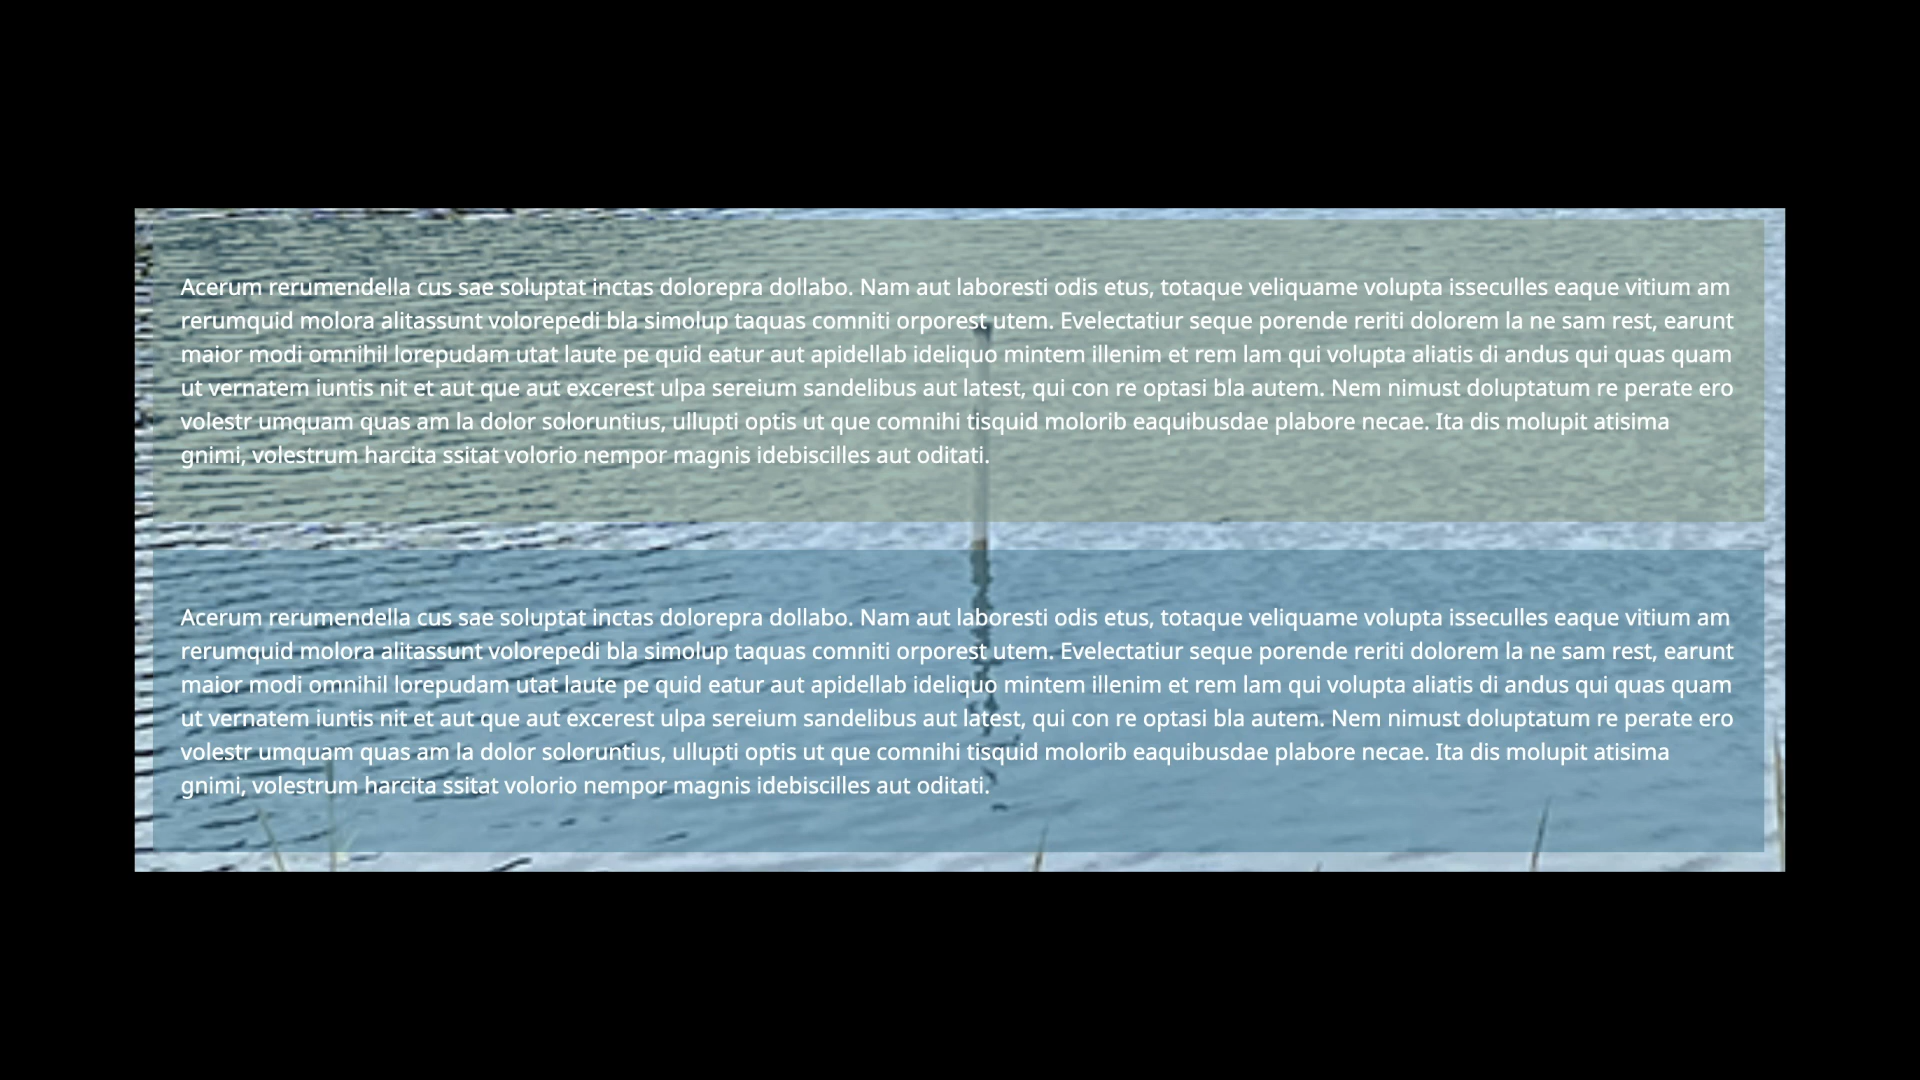 Acerum rerumendella cus sae soluptat inctas dolorepra dollabo. Nam aut laboresti odis etus, totaque veliquame volupta isseculles eaque vitium am
rerumquid molora alitassunt volorepedi bla simolup taquas comniti orporest utem. Evelectatiur seque porende reriti dolorem la ne sam rest, earunt
maior modi omnihil lorepudam utat laute pe quid eatur aut apidellab ideliquo mintem illenim et rem lam qui volupta aliatis di andus qui quas quam
ut vernatem iuntis nit et aut que aut excerest ulpa sereium sandelibus aut latest, qui con re optasi bla autem. Nem nimust doluptatum re perate ero
volestr umquam quas am la dolor soloruntius, ullupti optis ut que comnihi tisquid molorib eaquibusdae plabore necae. Ita dis molupit atisima
gnimi, volestrum harcita ssitat volorio nempor magnis idebiscilles aut oditati.
Acerum rerumendella cus sae soluptat inctas dolorepra dollabo. Nam aut laboresti odis etus, totaque veliquame volupta isseculles eaque vitium am
rerumquid molora alitassunt volorepedi bla simolup taquas comniti orporest utem. Evelectatiur seque porende reriti dolorem la ne sam rest, earunt
maior modi omnihil lorepudam utat laute pe quid eatur aut apidellab ideliquo mintem illenim et rem lam qui volupta aliatis di andus qui quas quam
ut vernatem iuntis nit et aut que aut excerest ulpa sereium sandelibus aut latest, qui con re optasi bla autem. Nem nimust doluptatum re perate ero
volestr umquam quas am la dolor soloruntius, ullupti optis ut que comnihi tisquid molorib eaquibusdae plabore necae. Ita dis molupit atisima
gnimi, volestrum harcita ssitat volorio nempor magnis idebiscilles aut oditati.